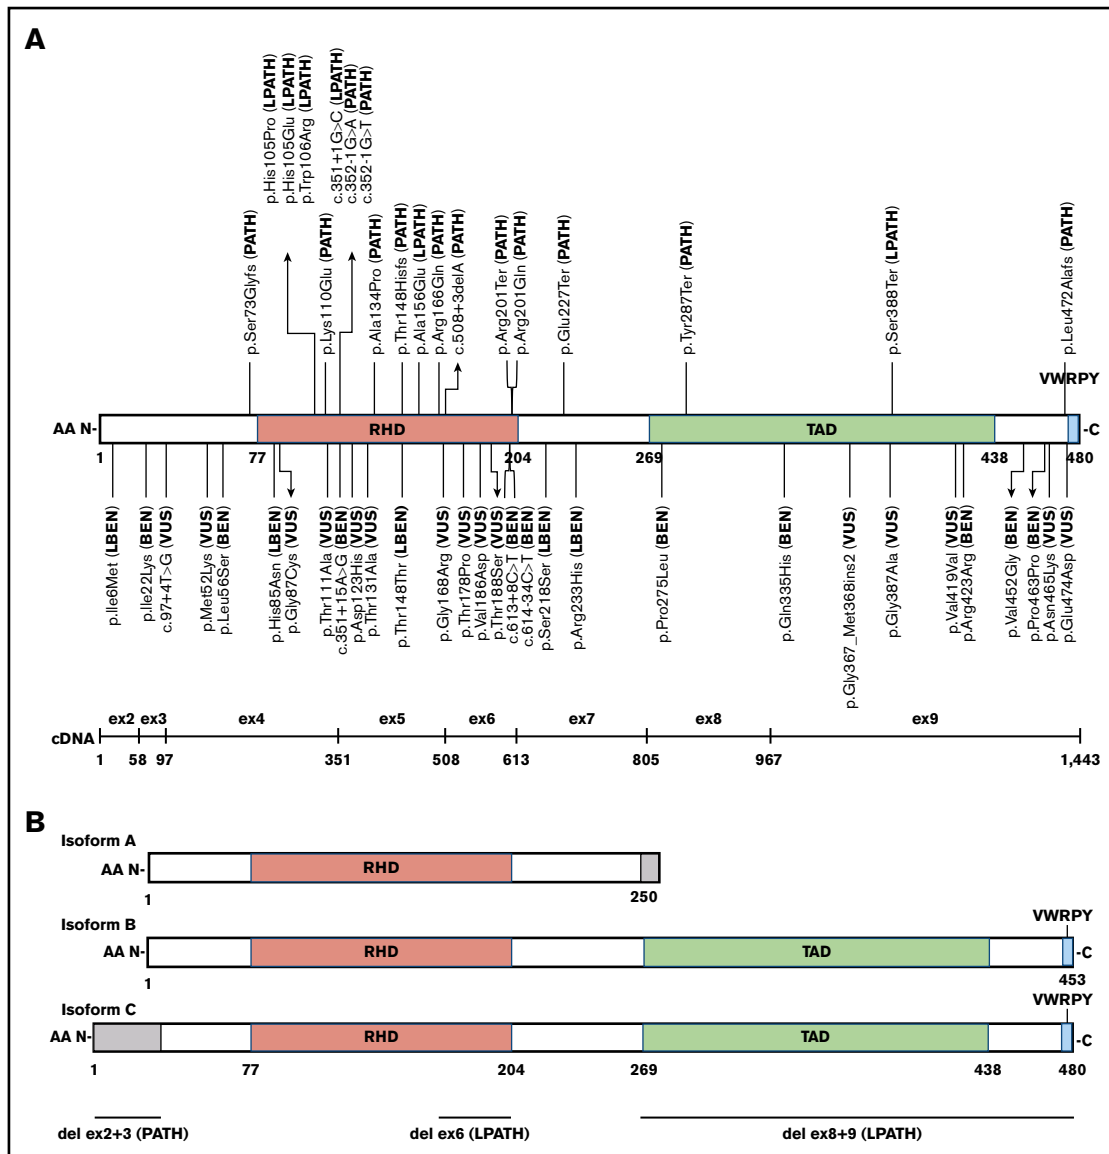 A
p.His105Pro (LPATH)
p.His105Glu (LPATH)
p.Trp106Arg (LPATH)
c.351+1G>C (LPATH)
c.352-1G>A (PATH)
c.352-1G>T (PATH)
p.Ser73Glyfs (PATH)
p.Lys110Glu (PATH)
p.Ala134Pro (PATH)
p.Thr148Hisfs (PATH)
p.Ala156Glu (LPATH)
p.Arg166Gln (PATH)
c.508+3delA (PATH)
p.Arg201Ter (PATH)
p.Arg201Gln (PATH)
p.Glu227Ter (PATH)
p.Tyr287Ter (PATH)
p.Ser388Ter (LPATH)
p.Leu472Alafs (PATH)
VWRPY
AA N- RHD TAD -C
1 77 204 269 438 480
p.Ile6Met (LBEN)
p.Ile22Lys (BEN)
c.97+4T>G (VUS)
p.Met52Lys (VUS)
p.Leu56Ser (BEN)
p.His85Asn (LBEN)
p.Gly87Cys (VUS)
p.Thr111Ala (VUS)
c.351+15A>G (BEN)
p.Asp123His (VUS)
p.Thr131Ala (VUS)
p.Thr148Thr (LBEN)
p.Gly168Arg (VUS)
p.Thr178Pro (VUS)
p.Val186Asp (VUS)
p.Thr188Ser (VUS)
c.613+8C>T (BEN)
c.614-34C>T (BEN)
p.Ser218Ser (LBEN)
p.Arg233His (LBEN)
p.Pro275Leu (BEN)
p.Gln335His (BEN)
p.Gly367_Met368ins2 (VUS)
p.Gly387Ala (VUS)
p.Val419Val (VUS)
p.Arg423Arg (BEN)
p.Val452Gly (BEN)
p.Pro463Pro (BEN)
p.Asn465Lys (VUS)
p.Glu474Asp (VUS)
ex2 ex3 ex4 ex5 ex6 ex7 ex8 ex9
cDNA
1 58 97 351 508 613 805 967 1,443
B
Isoform A
AA N- RHD
1 250
Isoform B
VWRPY
AA N- RHD TAD -C
1 453
Isoform C
VWRPY
AA N- RHD TAD -C
1 77 204 269 438 480
del ex2+3 (PATH) del ex6 (LPATH) del ex8+9 (LPATH)